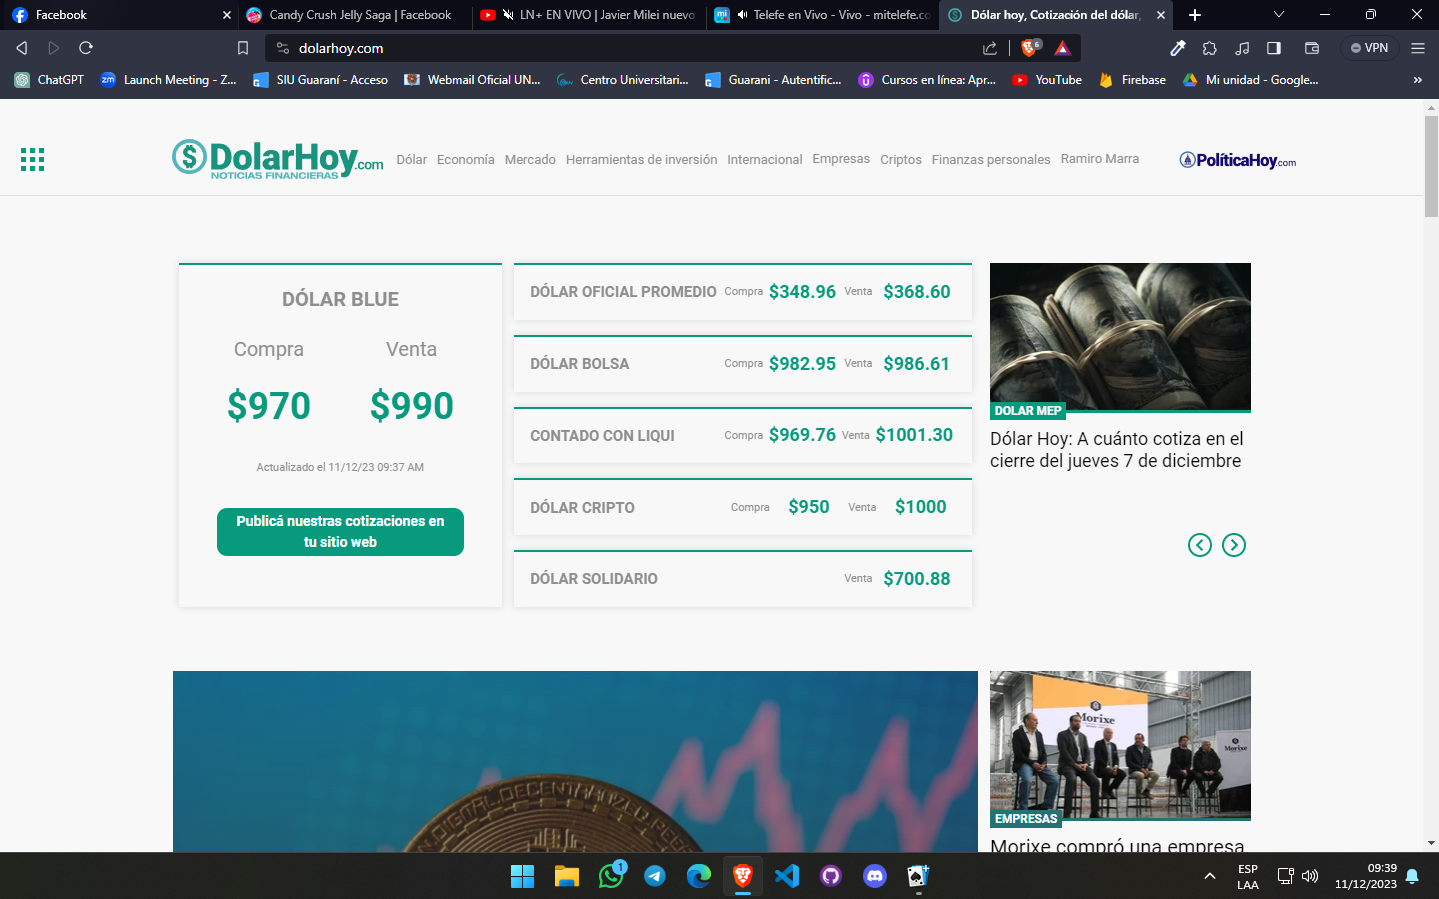 Facebook
Candy Crush Jelly Saga | Facebook
LN+ EN VIVO | Javier Milei nuevo
Telefe en Vivo - Vivo - mitelefe.co
Dólar hoy, Cotización del dólar,
dolarhoy.com
6
VPN
ChatGPT
zm
Launch Meeting - Z...
SIU Guaraní - Acceso
Webmail Oficial UN...
Centro Universitari...
Guarani - Autentific...
Cursos en línea: Apr...
YouTube
Firebase
Mi unidad - Google...
DolarHoy.com
NOTICIAS FINANCIERAS
Dólar
Economía
Mercado
Herramientas de inversión
Internacional
Empresas
Criptos
Finanzas personales
Ramiro Marra
PolíticaHoy.com
DÓLAR BLUE
Compra
Venta
$970
$990
Actualizado el 11/12/23 09:37 AM
Publicá nuestras cotizaciones en
tu sitio web
DÓLAR OFICIAL PROMEDIO Compra $348.96 Venta $368.60
DÓLAR BOLSA Compra $982.95 Venta $986.61
CONTADO CON LIQUI Compra $969.76 Venta $1001.30
DÓLAR CRIPTO Compra $950 Venta $1000
DÓLAR SOLIDARIO Venta $700.88
DOLAR MEP
Dólar Hoy: A cuánto cotiza en el
cierre del jueves 7 de diciembre
Morixe
Morixe
EMPRESAS
Morixe compró una empresa
1
ESP
LAA
09:39
11/12/2023